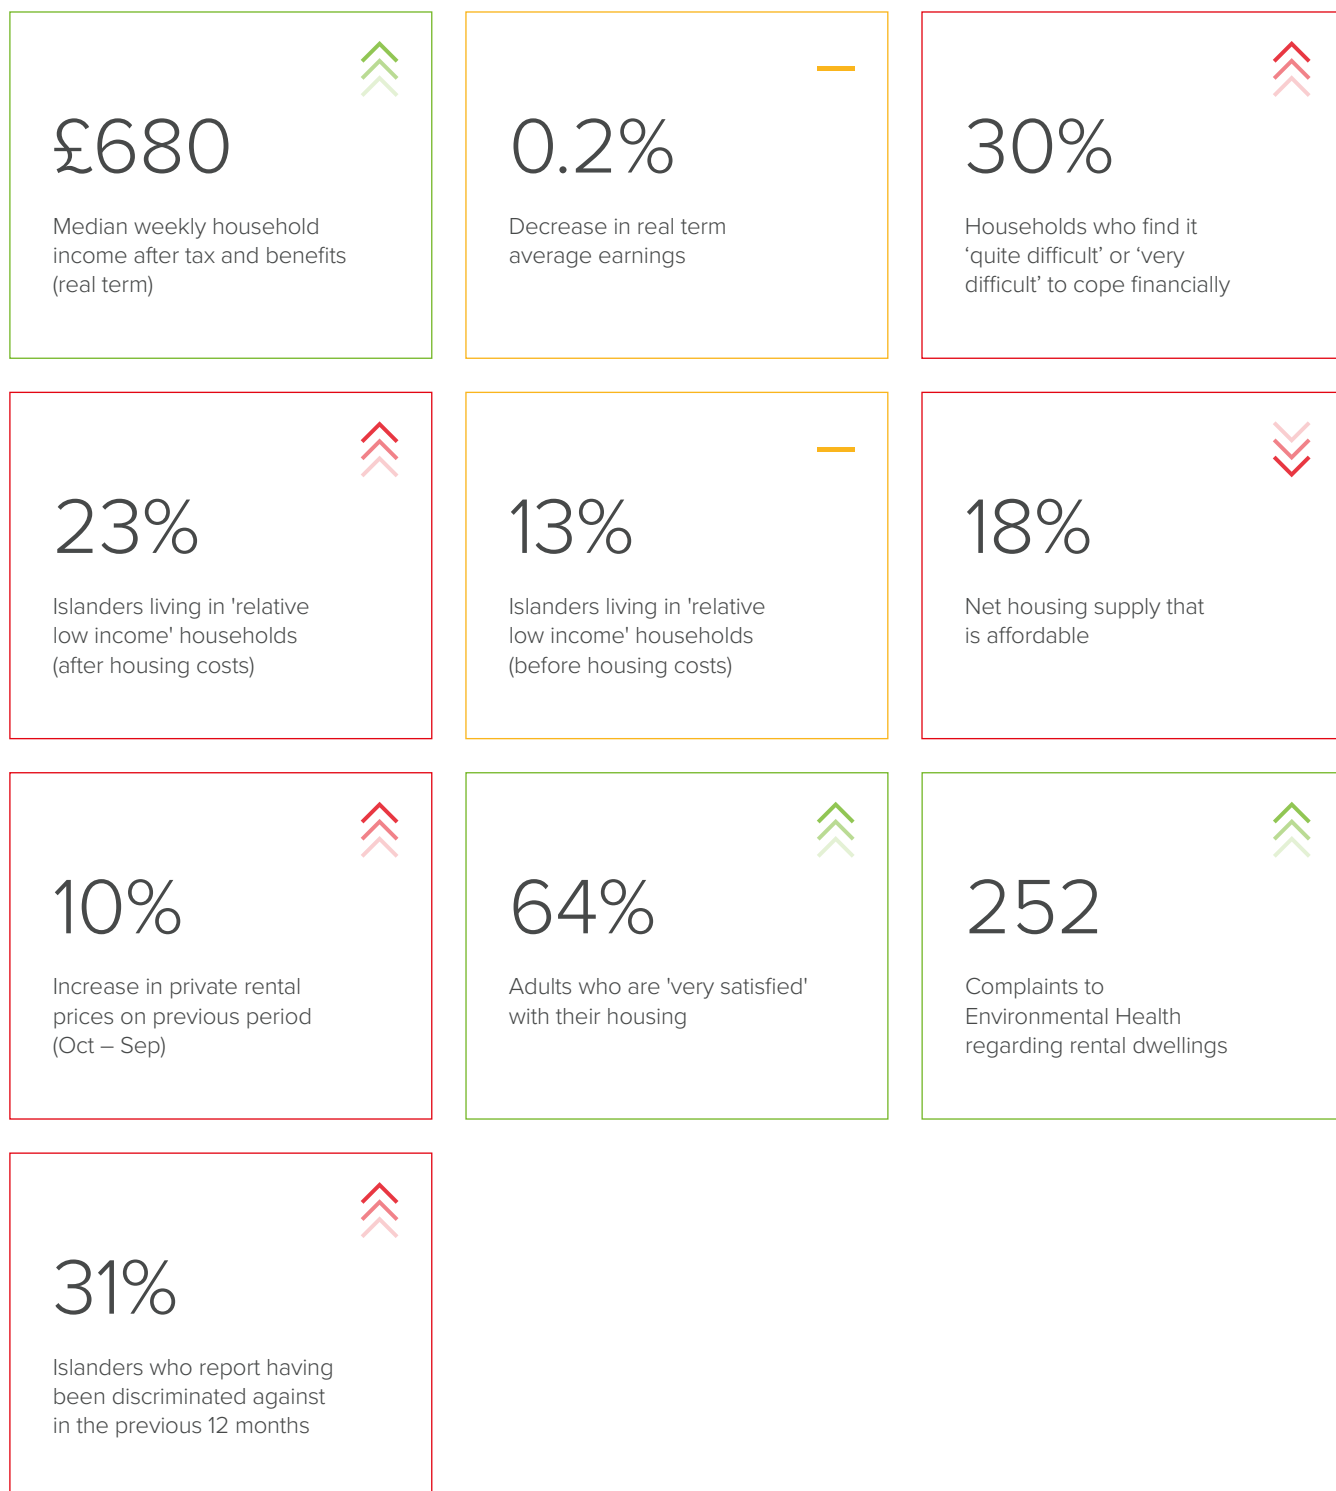 £680
Median weekly household
income after tax and benefits
(real term)
0.2%
Decrease in real term
average earnings
30%
Households who find it
‘quite difficult’ or ‘very
difficult’ to cope financially
23%
Islanders living in 'relative
low income' households
(after housing costs)
13%
Islanders living in 'relative
low income' households
(before housing costs)
18%
Net housing supply that
is affordable
10%
Increase in private rental
prices on previous period
(Oct – Sep)
64%
Adults who are 'very satisfied'
with their housing
252
Complaints to
Environmental Health
regarding rental dwellings
31%
Islanders who report having
been discriminated against
in the previous 12 months